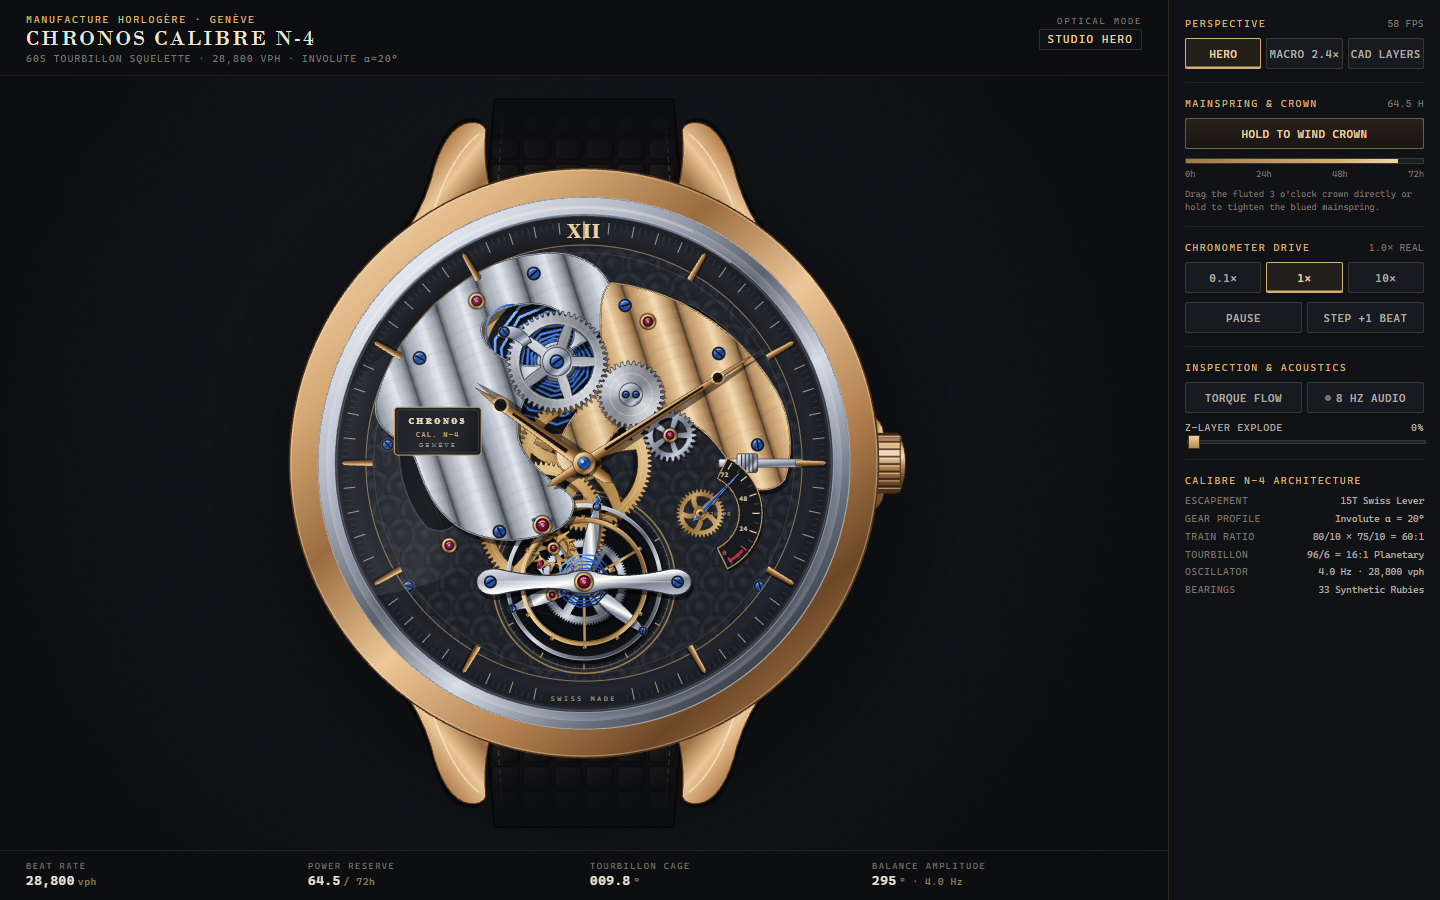 MANUFACTURE HORLOGÈRE · GENÈVE
CHRONOS CALIBRE N-4
60S TOURBILLON SQUELETTE · 28,800 VPH · INVOLUTE α=20°
OPTICAL MODE
STUDIO HERO
XII
CHRONOS
CAL. N-4
GENÈVE
72
48
24
0
SWISS MADE
BEAT RATE
28,800 vph
POWER RESERVE
64.5 / 72h
TOURBILLON CAGE
009.8 °
BALANCE AMPLITUDE
295 ° · 4.0 Hz
PERSPECTIVE 58 FPS
HERO MACRO 2.4× CAD LAYERS
MAINSPRING & CROWN 64.5 H
HOLD TO WIND CROWN
0h 24h 48h 72h
Drag the fluted 3 o'clock crown directly or
hold to tighten the blued mainspring.
CHRONOMETER DRIVE 1.0× REAL
0.1× 1× 10×
PAUSE STEP +1 BEAT
INSPECTION & ACOUSTICS
TORQUE FLOW 8 HZ AUDIO
Z-LAYER EXPLODE 0%
CALIBRE N-4 ARCHITECTURE
ESCAPEMENT 15T Swiss Lever
GEAR PROFILE Involute α = 20°
TRAIN RATIO 80/10 × 75/10 = 60:1
TOURBILLON 96/6 = 16:1 Planetary
OSCILLATOR 4.0 Hz · 28,800 vph
BEARINGS 33 Synthetic Rubies